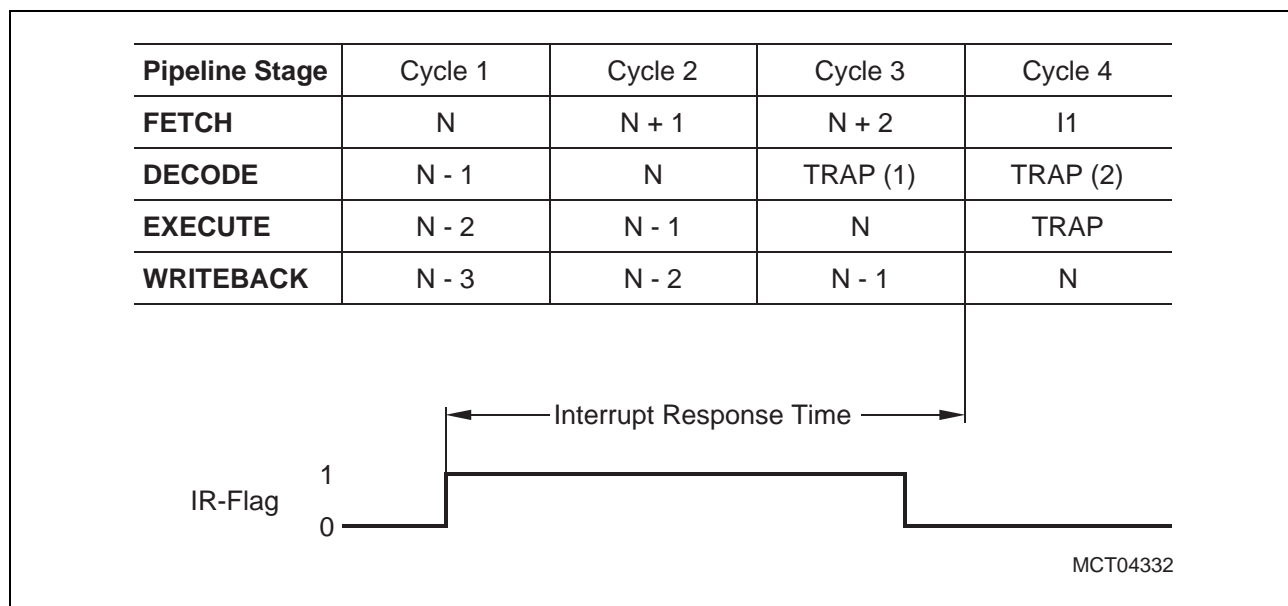 Pipeline Stage Cycle 1 Cycle 2 Cycle 3 Cycle 4
FETCH N N + 1 N + 2 I1
DECODE N - 1 N TRAP (1) TRAP (2)
EXECUTE N - 2 N - 1 N TRAP
WRITEBACK N - 3 N - 2 N - 1 N
Interrupt Response Time
1
IR-Flag
0
MCT04332